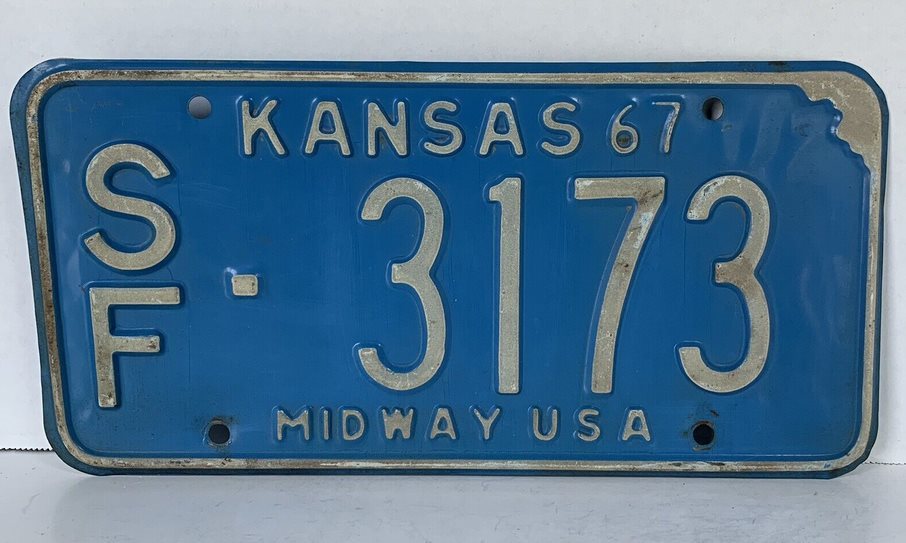 KANSAS 67
SF - 3173
MIDWAY USA